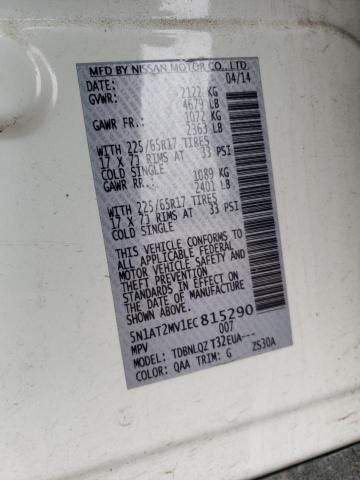 MFD BY NISSAN MOTOR CO., LTD
DATE: 04/14
GVWR: 2122 KG
4679 LB
GAWR FR.: 1072 KG
2363 LB
WITH 225/65R17 TIRES
17 X 7J RIMS AT 33 PSI
COLD SINGLE
GAWR RR.: 1089 KG
2401 LB
WITH 225/65R17 TIRES
17 X 7J RIMS AT 33 PSI
COLD SINGLE
THIS VEHICLE CONFORMS TO
ALL APPLICABLE FEDERAL
MOTOR VEHICLE SAFETY AND
THEFT PREVENTION
STANDARDS IN EFFECT ON
THE DATE OF MANUFACTURE
SHOWN ABOVE.
5N1AT2MV1EC815290
MPV 007
MODEL: TDBNLQZ T32EUA---
COLOR: QAA TRIM: G ZS30A